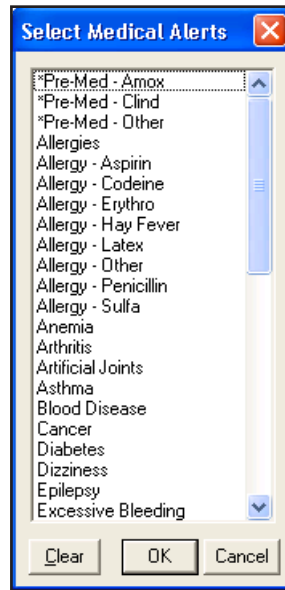 Select Medical Alerts
*Pre-Med - Amox
*Pre-Med - Clind
*Pre-Med - Other
Allergies
Allergy - Aspirin
Allergy - Codeine
Allergy - Erythro
Allergy - Hay Fever
Allergy - Latex
Allergy - Other
Allergy - Penicillin
Allergy - Sulfa
Anemia
Arthritis
Artificial Joints
Asthma
Blood Disease
Cancer
Diabetes
Dizziness
Epilepsy
Excessive Bleeding
Clear OK Cancel